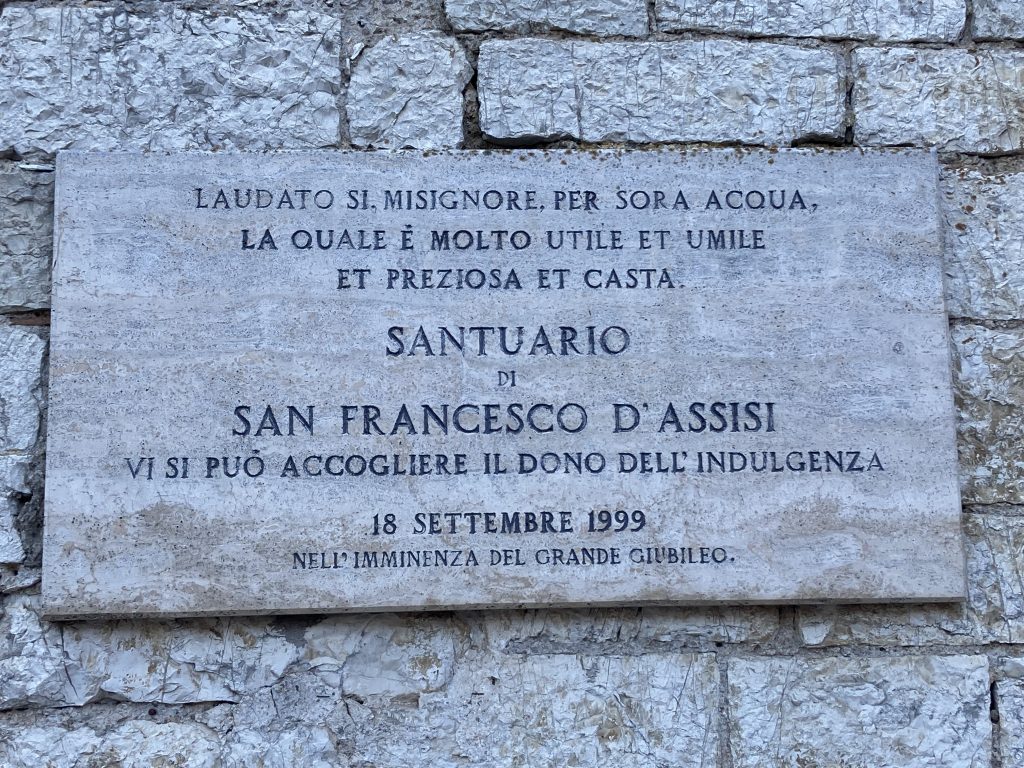 LAUDATO SI, MISIGNORE, PER SORA ACQUA,
LA QUALE È MOLTO UTILE ET UMILE
ET PREZIOSA ET CASTA.
SANTUARIO
DI
SAN FRANCESCO D'ASSISI
VI SI PUÓ ACCOGLIERE IL DONO DELL'INDULGENZA
18 SETTEMBRE 1999
NELL'IMMINENZA DEL GRANDE GIUBILEO.